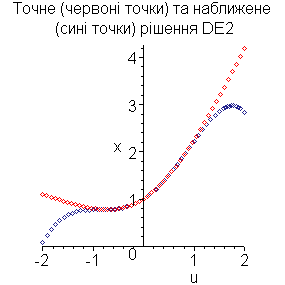 Точне (червоні точки) та наближене
(сині точки) рішення DE2
4
3
x
2
1
0
-2 -1 1 2
u